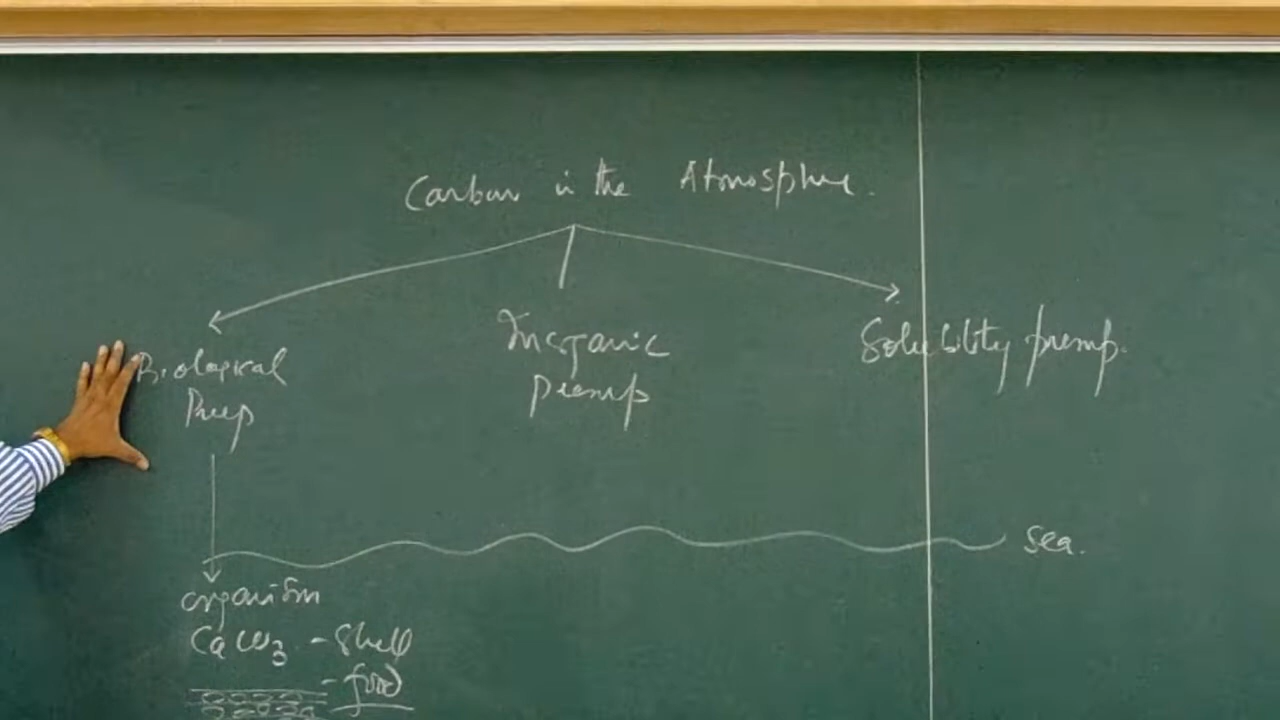 Carbon in the Atmosphere.
Biological
Pump
Inorganic
Pump
Solubility pump.
Sea.
organism
CaCO3 - Shell
- food